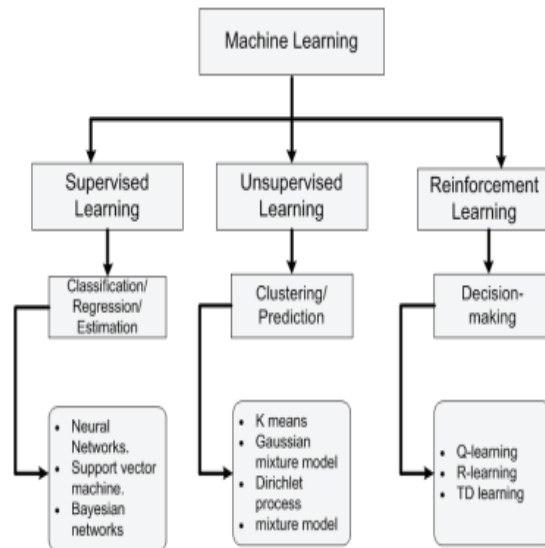 Machine Learning
Supervised
Learning
Unsupervised
Learning
Reinforcement
Learning
Classification/
Regression/
Estimation
Clustering/
Prediction
Decision-
making
• Neural
Networks.
• Support vector
machine.
• Bayesian
networks
• K means
• Gaussian
mixture model
• Dirichlet
process
• mixture model
• Q-learning
• R-learning
• TD learning